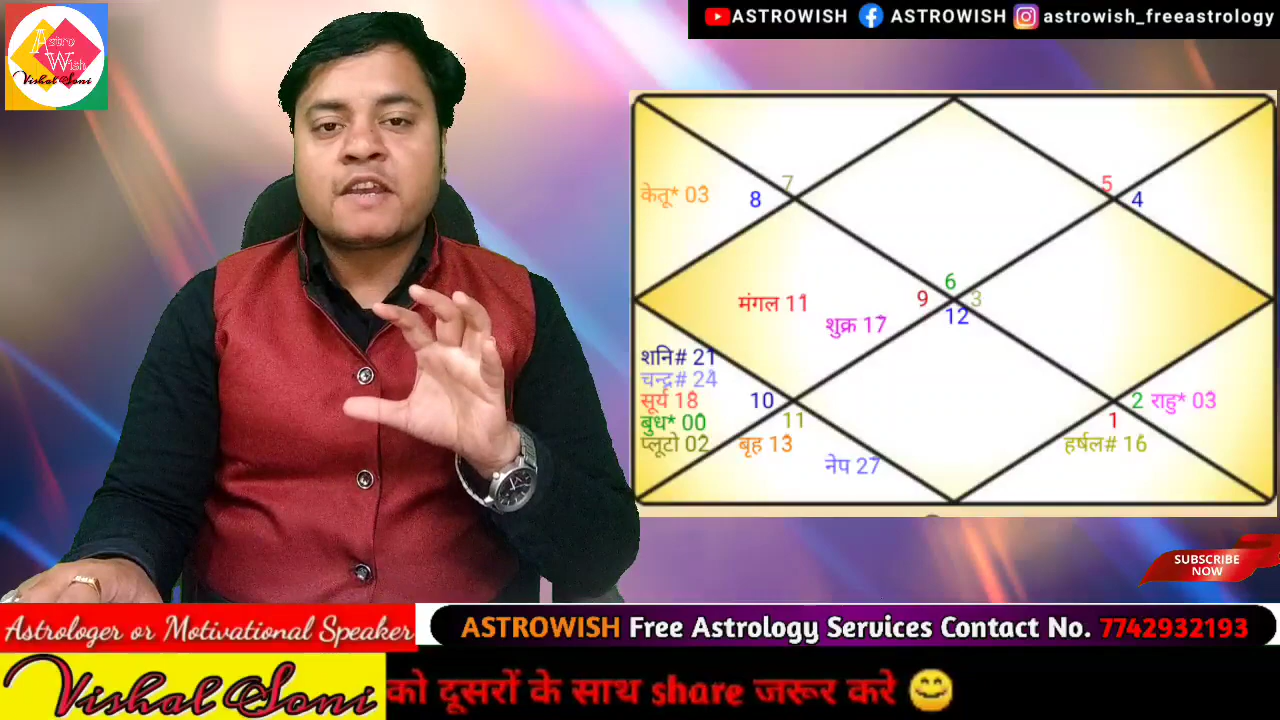 Astro
Wish
Vishal Soni
ASTROWISH ASTROWISH astrowish_freeastrology
7
5
केतू* 03
8
4
6
मंगल 11
9
3
शुक्र 17
12
शनि# 21
चन्द्र# 24
सूर्य 18
10
2 राहु* 03
बुध* 00
11
1
प्लूटो 02
बृह 13
हर्षल# 16
नेप 27
SUBSCRIBE
NOW
Astrologer or Motivational Speaker
ASTROWISH Free Astrology Services Contact No. 7742932193
Vishal Soni
को दूसरों के साथ share जरूर करे 😊